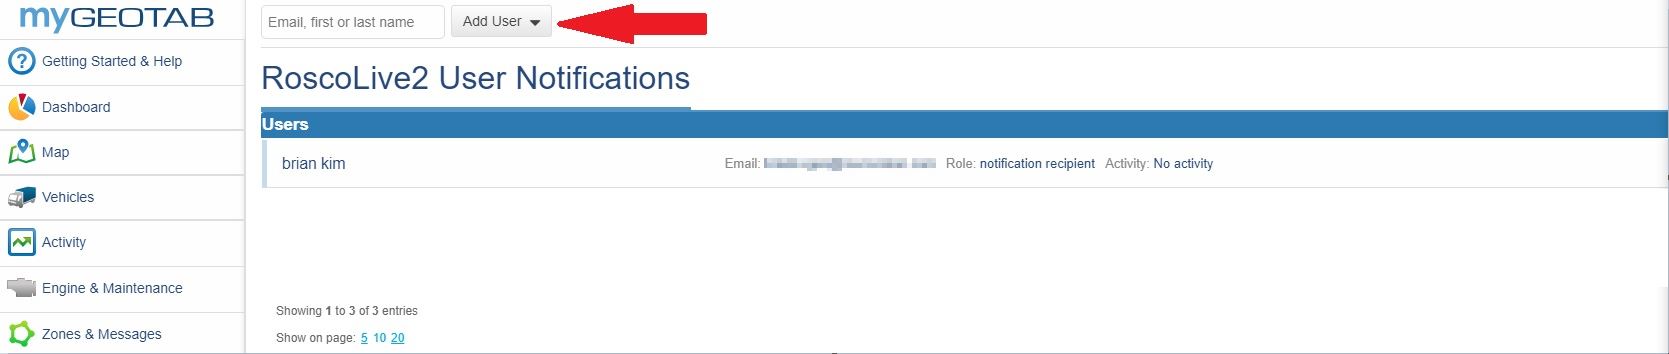 myGEOTAB
Email, first or last name
Add User
Getting Started & Help
RoscoLive2 User Notifications
Dashboard
Users
Map
brian kim
Email: Role: notification recipient Activity: No activity
Vehicles
Activity
Engine & Maintenance
Showing 1 to 3 of 3 entries
Zones & Messages
Show on page: 5 10 20